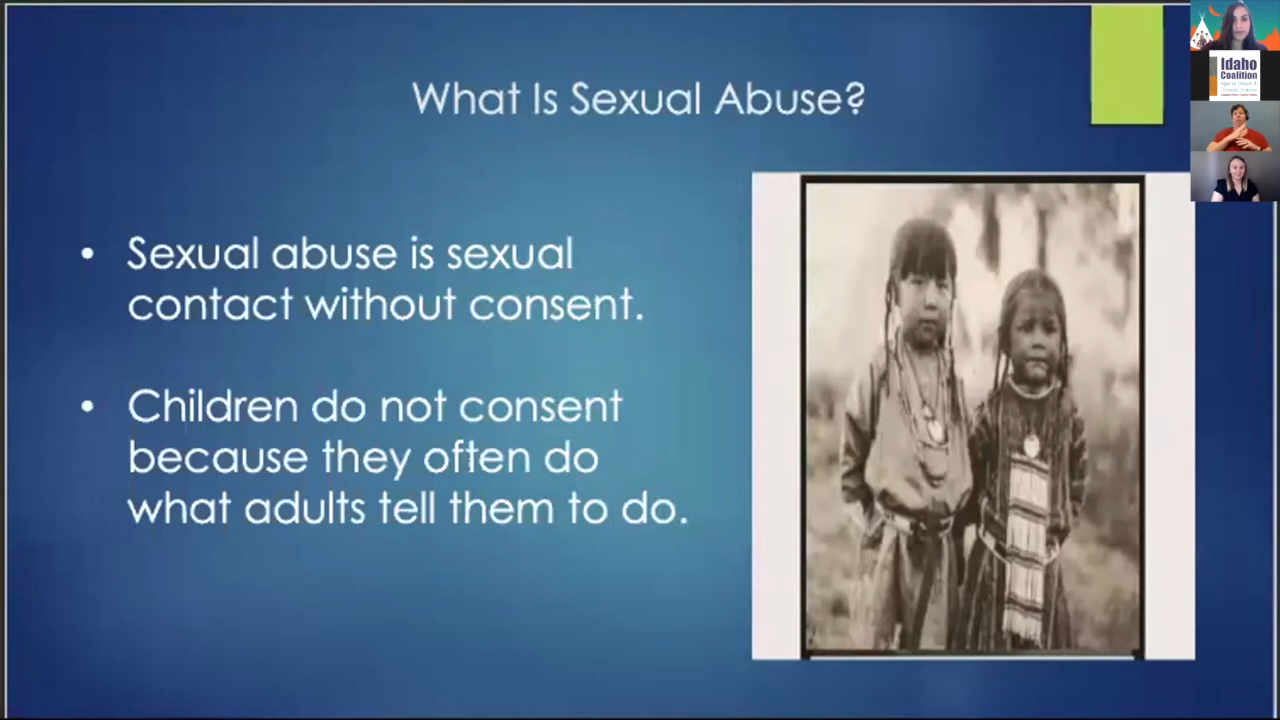 What Is Sexual Abuse?
• Sexual abuse is sexual
contact without consent.
• Children do not consent
because they often do
what adults tell them to do.
Idaho
Coalition